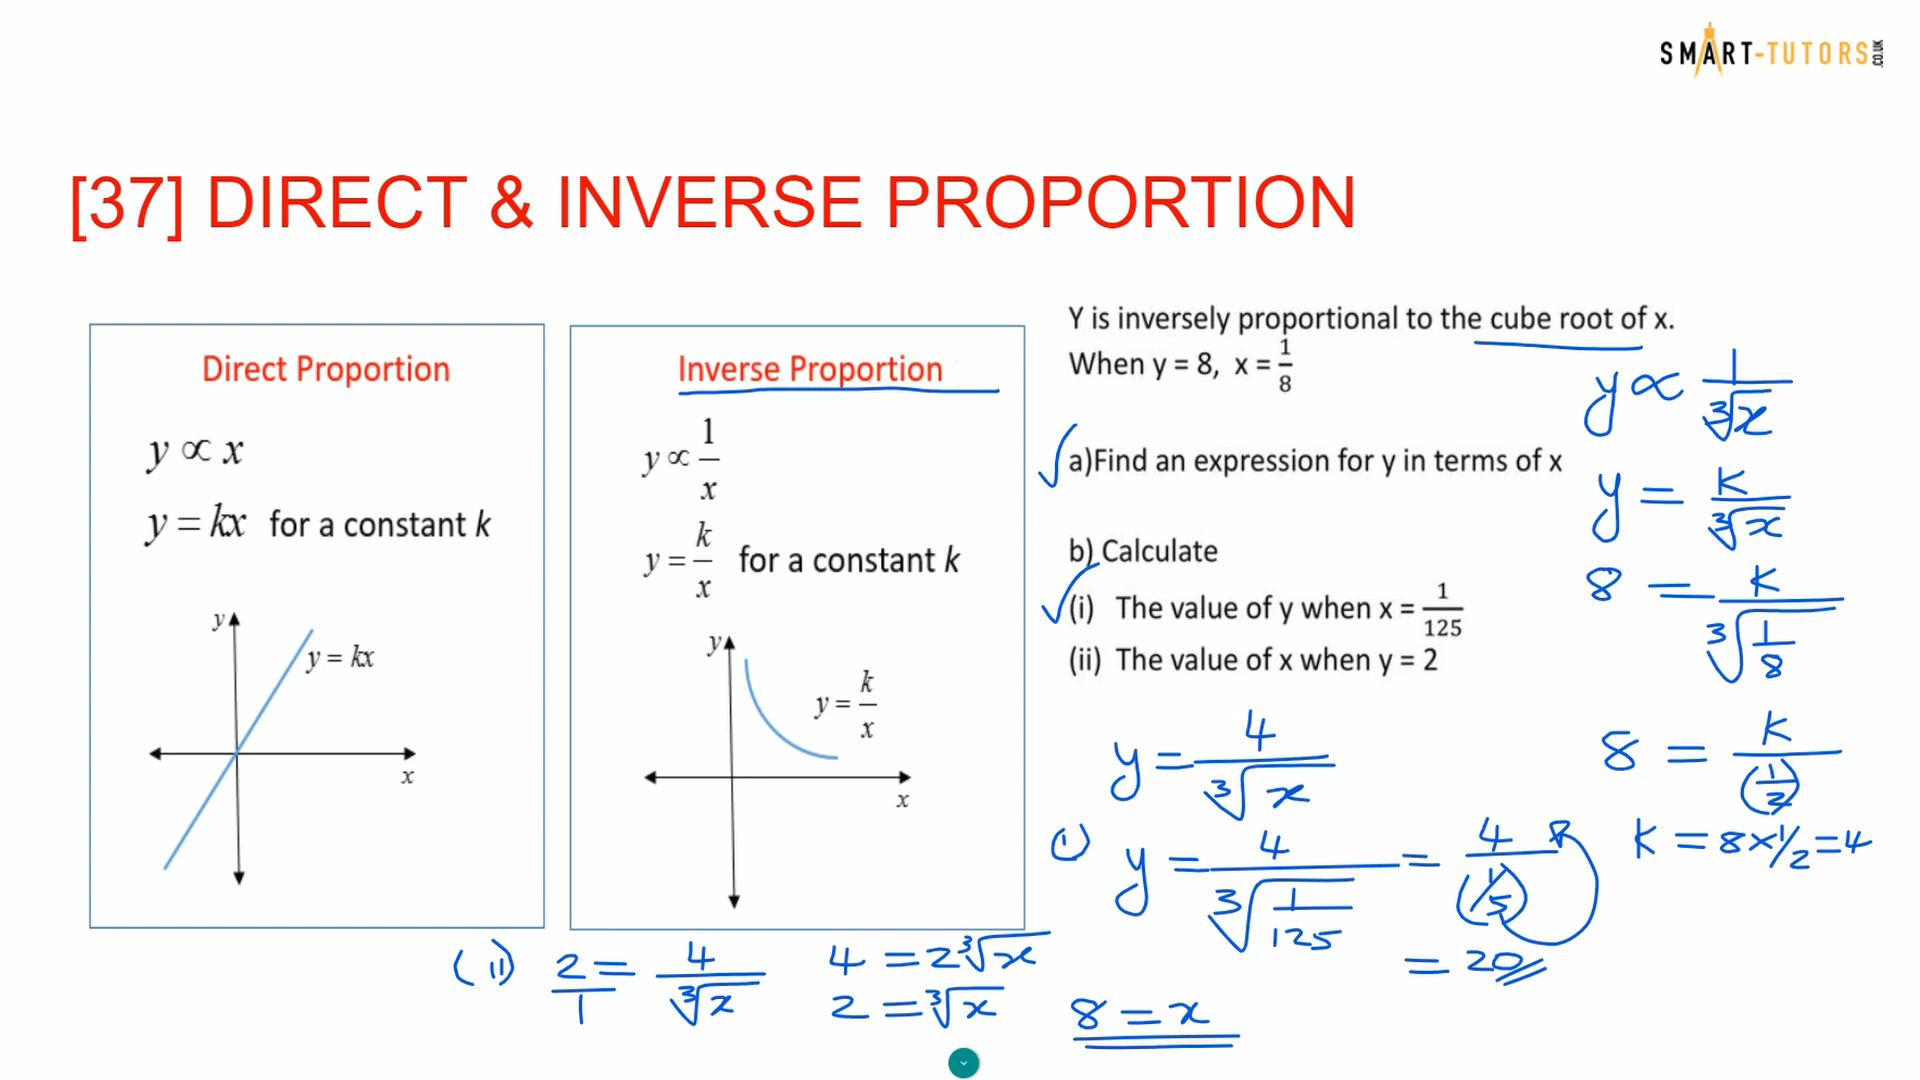 SMART-TUTORS.CO.UK
[37] DIRECT & INVERSE PROPORTION
Direct Proportion
y ∝ x
y = kx for a constant k
y
y = kx
x
Inverse Proportion
y ∝ 1/x
y = k/x for a constant k
y
y = k/x
x
Y is inversely proportional to the cube root of x.
When y = 8, x = 1/8
a)Find an expression for y in terms of x
b) Calculate
(i) The value of y when x = 1/125
(ii) The value of x when y = 2
y ∝ 1/∛x
y = k/∛x
8 = k/∛(1/8)
8 = k/(1/2)
k = 8×1/2=4
y = 4/∛x
(i) y = 4/∛(1/125) = 4/(1/5)
= 20
(ii) 2/1 = 4/∛x
4 = 2∛x
2 = ∛x
8 = x